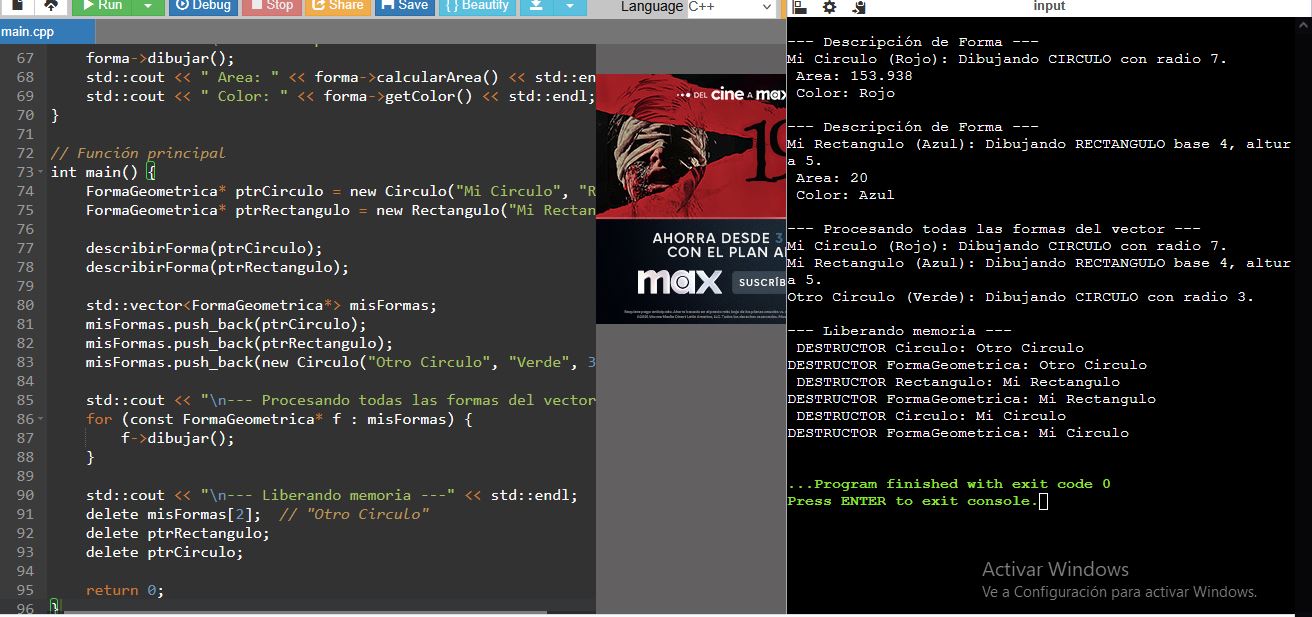 Run
Debug
Stop
Share
Save
{ } Beautify
Language C++
input
main.cpp
67 forma->dibujar();
68 std::cout << " Area: " << forma->calcularArea() << std::en
69 std::cout << " Color: " << forma->getColor() << std::endl;
70 }
71
72 // Función principal
73 int main() {
74 FormaGeometrica* ptrCirculo = new Circulo("Mi Circulo", "R
75 FormaGeometrica* ptrRectangulo = new Rectangulo("Mi Rectan
76
77 describirForma(ptrCirculo);
78 describirForma(ptrRectangulo);
79
80 std::vector<FormaGeometrica*> misFormas;
81 misFormas.push_back(ptrCirculo);
82 misFormas.push_back(ptrRectangulo);
83 misFormas.push_back(new Circulo("Otro Circulo", "Verde", 3
84
85 std::cout << "\n--- Procesando todas las formas del vector
86 for (const FormaGeometrica* f : misFormas) {
87 f->dibujar();
88 }
89
90 std::cout << "\n--- Liberando memoria ---" << std::endl;
91 delete misFormas[2]; // "Otro Circulo"
92 delete ptrRectangulo;
93 delete ptrCirculo;
94
95 return 0;
96 }
DEL cine A max
19
AHORRA DESDE 3
CON EL PLAN A
max
SUSCRÍB
--- Descripción de Forma ---
Mi Circulo (Rojo): Dibujando CIRCULO con radio 7.
Area: 153.938
Color: Rojo
--- Descripción de Forma ---
Mi Rectangulo (Azul): Dibujando RECTANGULO base 4, altur
a 5.
Area: 20
Color: Azul
--- Procesando todas las formas del vector ---
Mi Circulo (Rojo): Dibujando CIRCULO con radio 7.
Mi Rectangulo (Azul): Dibujando RECTANGULO base 4, altur
a 5.
Otro Circulo (Verde): Dibujando CIRCULO con radio 3.
--- Liberando memoria ---
DESTRUCTOR Circulo: Otro Circulo
DESTRUCTOR FormaGeometrica: Otro Circulo
DESTRUCTOR Rectangulo: Mi Rectangulo
DESTRUCTOR FormaGeometrica: Mi Rectangulo
DESTRUCTOR Circulo: Mi Circulo
DESTRUCTOR FormaGeometrica: Mi Circulo
...Program finished with exit code 0
Press ENTER to exit console.
Activar Windows
Ve a Configuración para activar Windows.